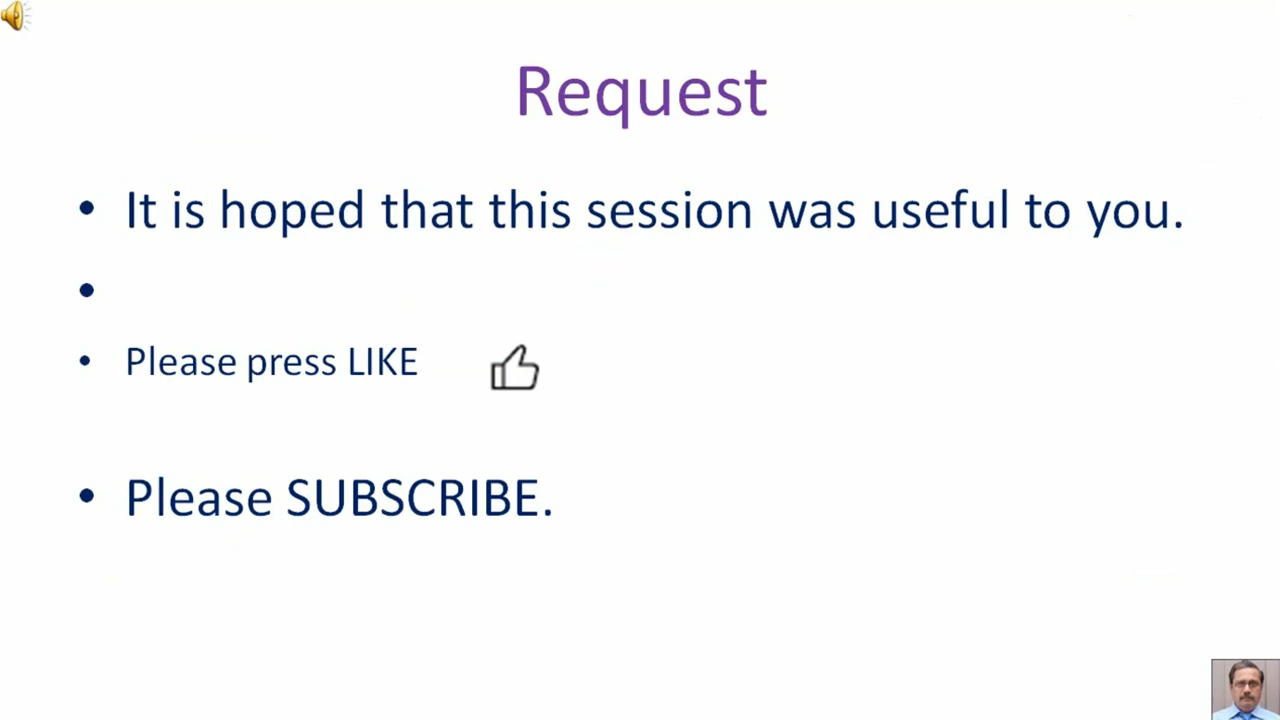 Request
• It is hoped that this session was useful to you.
•
• Please press LIKE
• Please SUBSCRIBE.